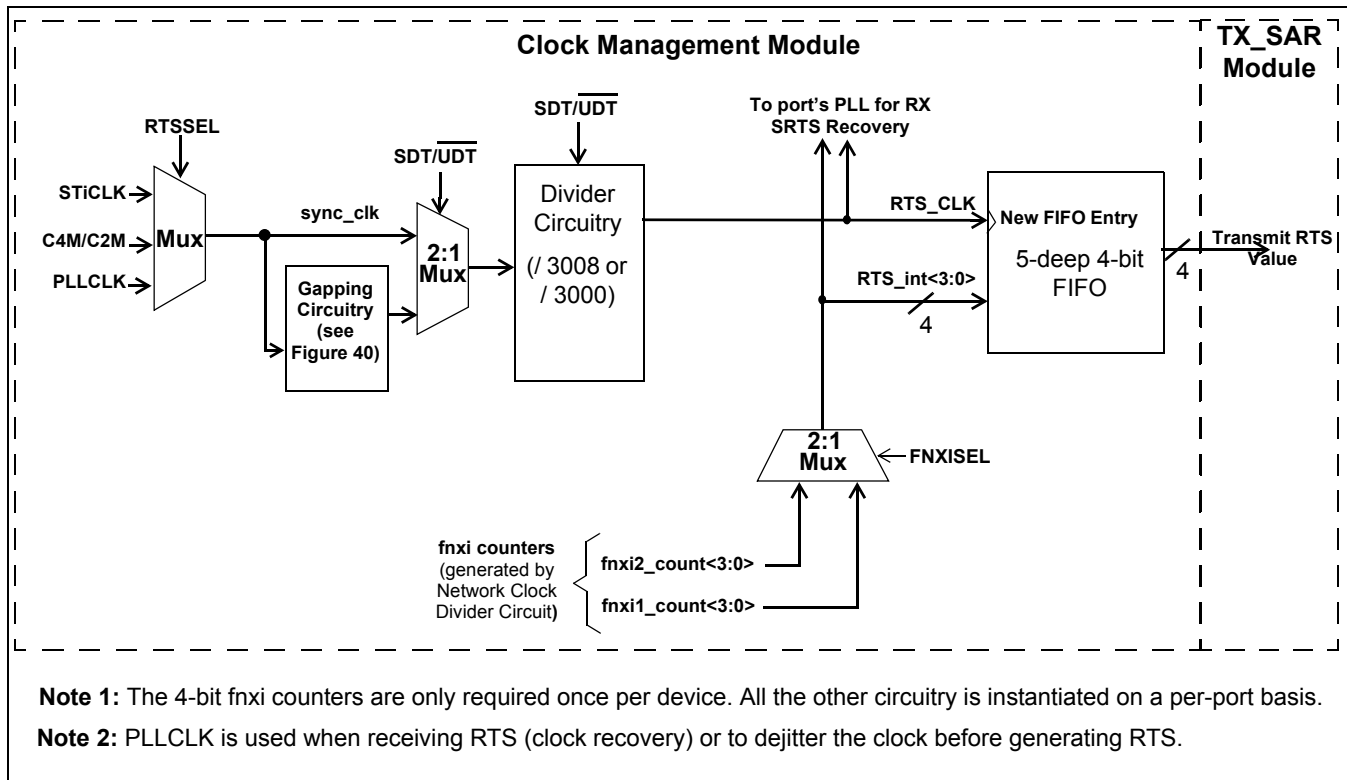 Clock Management Module
TX_SAR
Module
RTSSEL
STiCLK
C4M/C2M
PLLCLK
Mux
sync_clk
Gapping
Circuitry
(see
Figure 40)
SDT/UDT
2:1
Mux
SDT/UDT
Divider
Circuitry
(/ 3008 or
/ 3000)
To port's PLL for RX
SRTS Recovery
RTS_CLK
RTS_int<3:0>
4
New FIFO Entry
5-deep 4-bit
FIFO
4
Transmit RTS
Value
2:1
Mux
FNXISEL
fnxi counters
(generated by
Network Clock
Divider Circuit)
fnxi2_count<3:0>
fnxi1_count<3:0>
Note 1: The 4-bit fnxi counters are only required once per device. All the other circuitry is instantiated on a per-port basis.
Note 2: PLLCLK is used when receiving RTS (clock recovery) or to dejitter the clock before generating RTS.